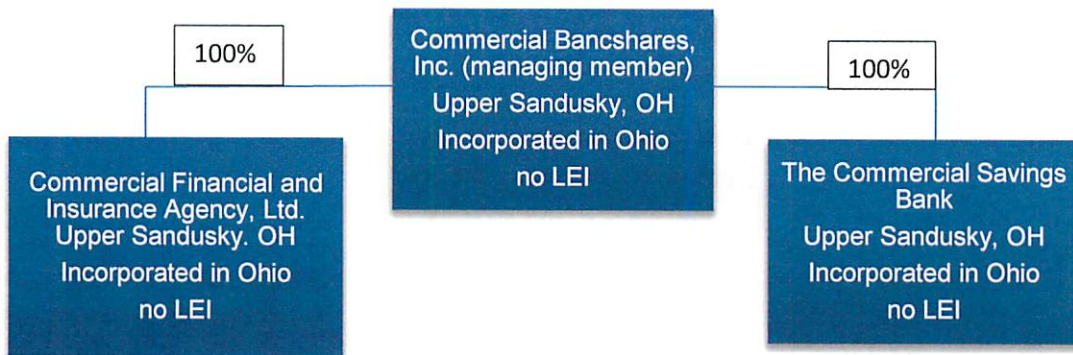 100%
Commercial Bancshares,
Inc. (managing member)
Upper Sandusky, OH
Incorporated in Ohio
no LEI
100%
Commercial Financial and
Insurance Agency, Ltd.
Upper Sandusky. OH
Incorporated in Ohio
no LEI
The Commercial Savings
Bank
Upper Sandusky, OH
Incorporated in Ohio
no LEI